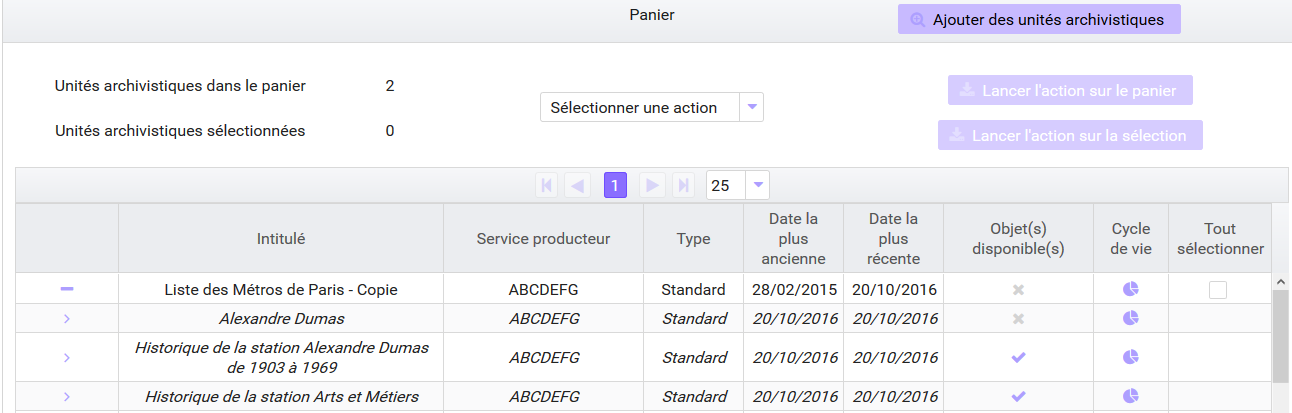 Panier
Ajouter des unités archivistiques
Unités archivistiques dans le panier 2
Sélectionner une action
Lancer l'action sur le panier
Unités archivistiques sélectionnées 0
Lancer l'action sur la sélection
1 25
Intitulé Service producteur Type Date la plus ancienne Date la plus récente Objet(s) disponible(s) Cycle de vie Tout sélectionner
Liste des Métros de Paris - Copie ABCDEFG Standard 28/02/2015 20/10/2016
Alexandre Dumas ABCDEFG Standard 20/10/2016 20/10/2016
Historique de la station Alexandre Dumas
de 1903 à 1969 ABCDEFG Standard 20/10/2016 20/10/2016
Historique de la station Arts et Métiers ABCDEFG Standard 20/10/2016 20/10/2016